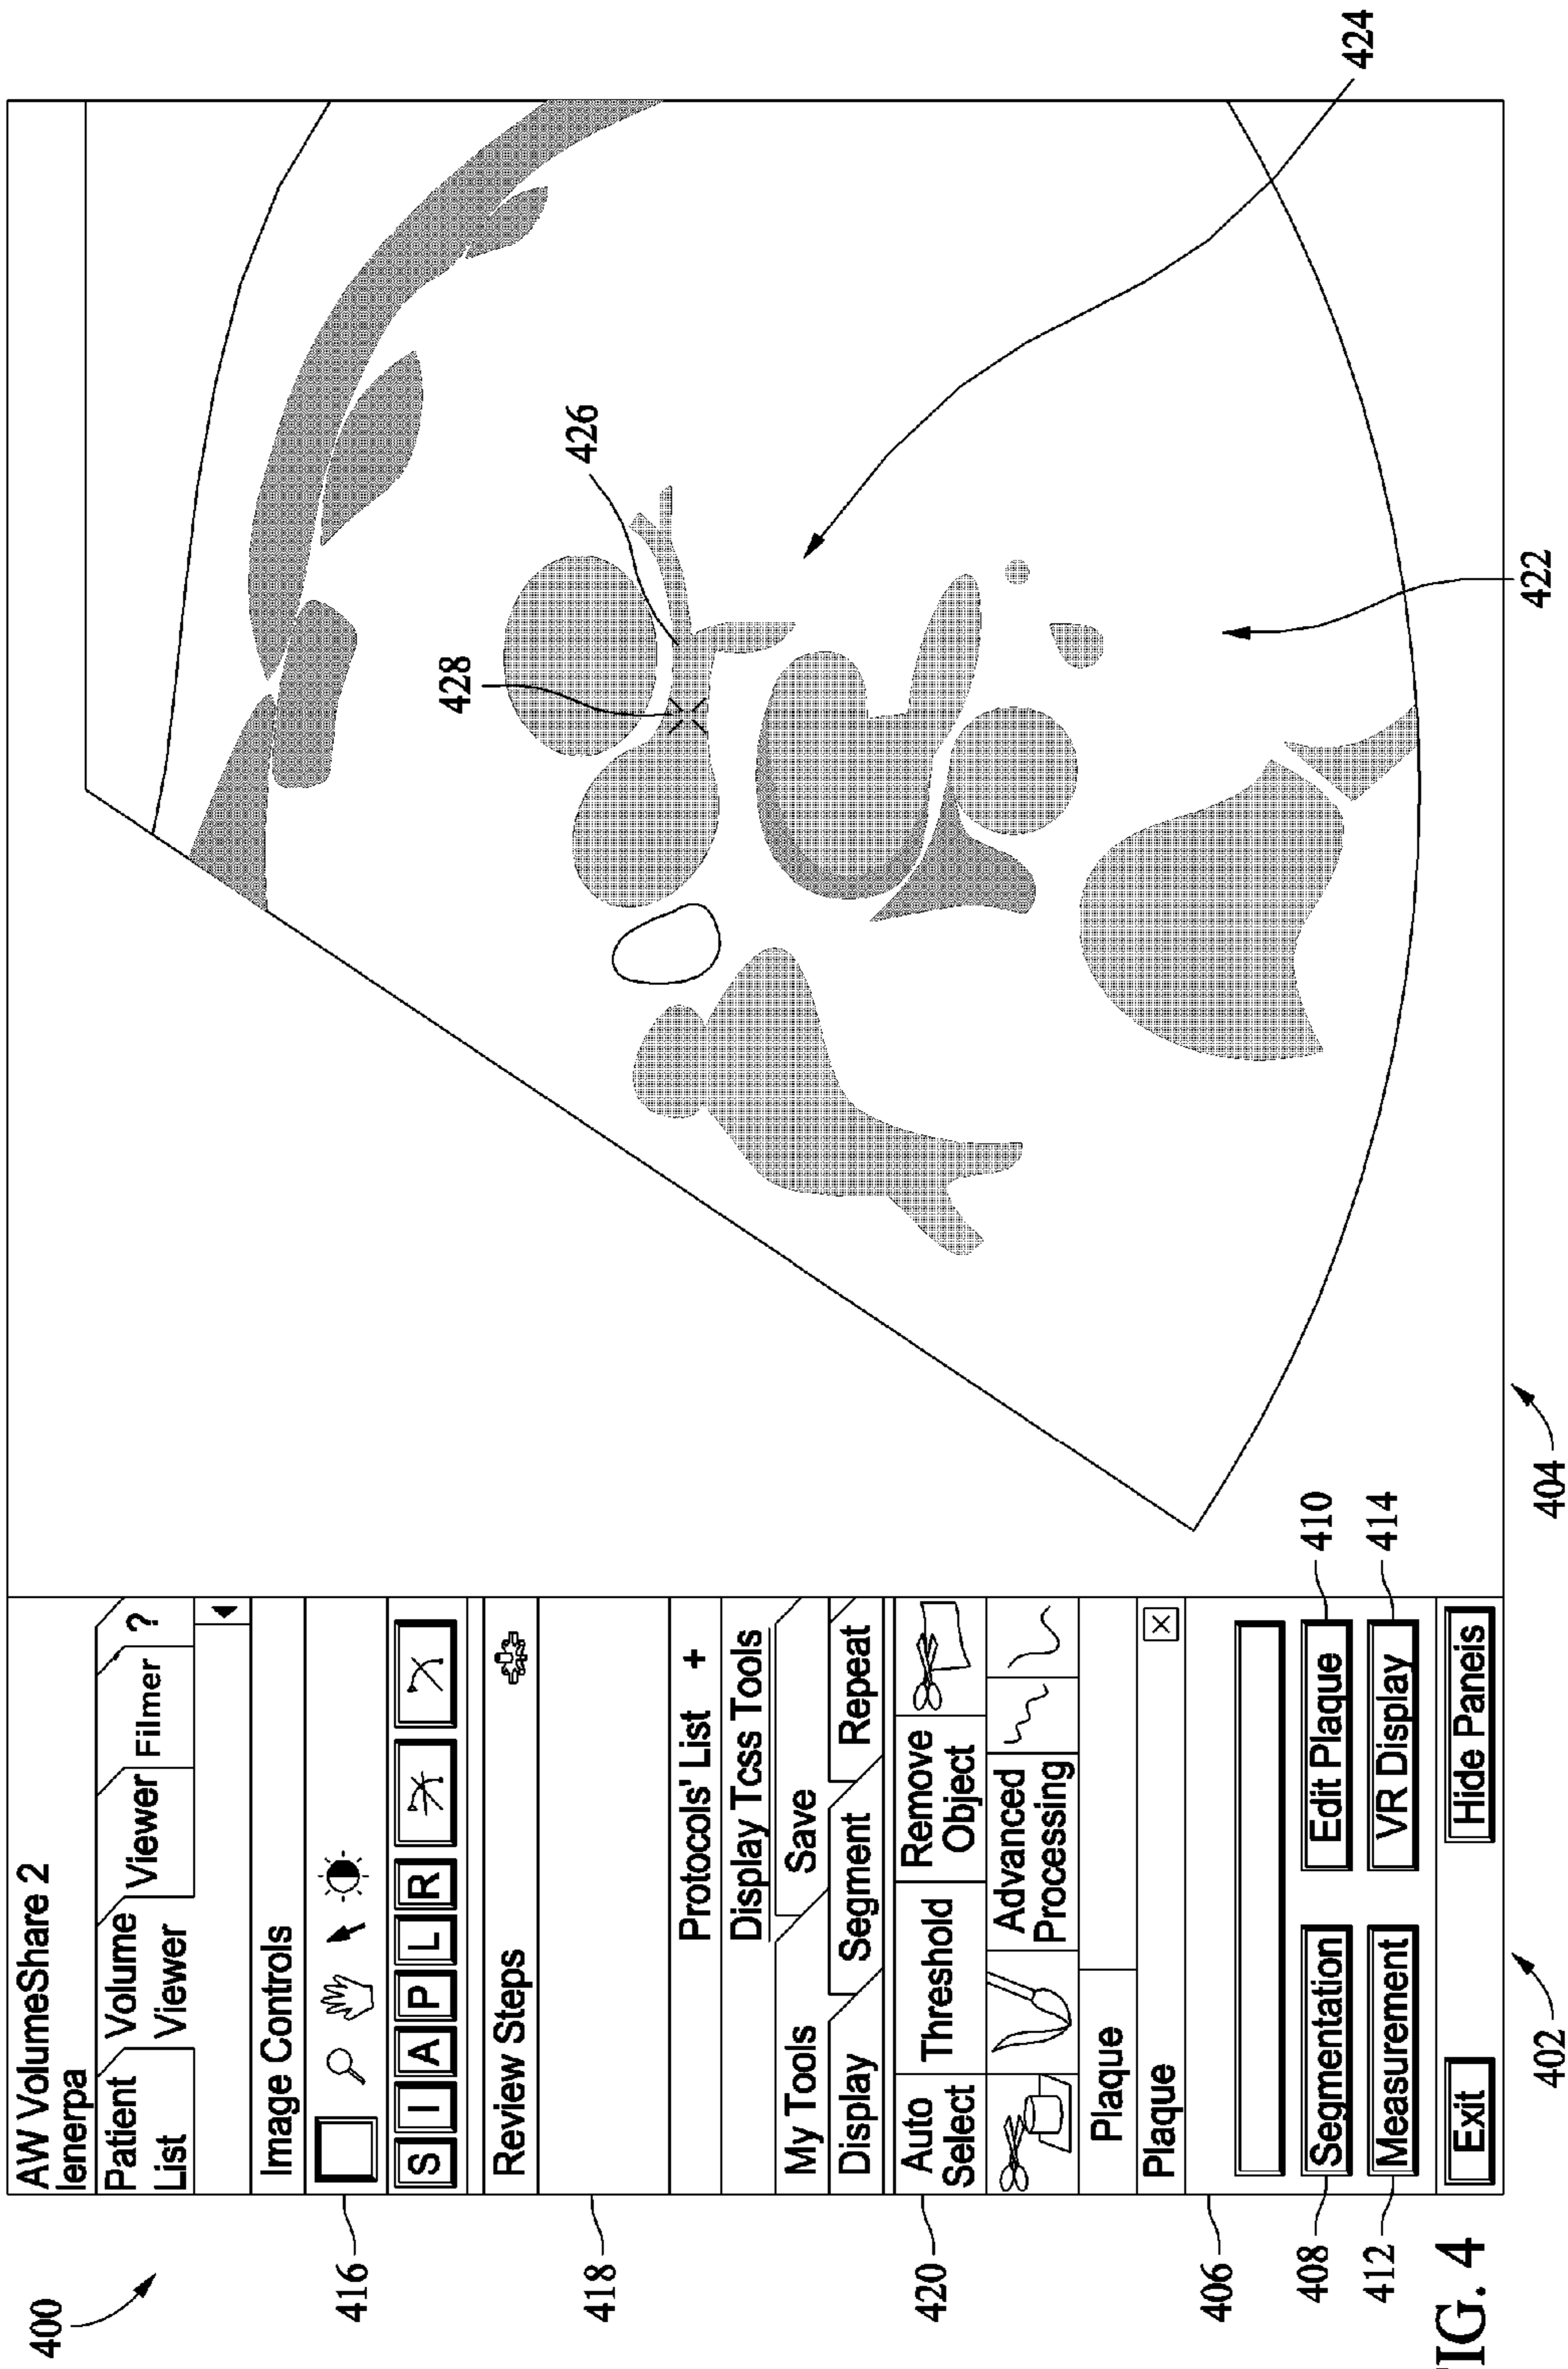 400
AW VolumeShare 2
lenerpa
Patient List
Volume Viewer
Viewer
Filmer
?
Image Controls
416
S I A P L R
Review Steps
418
Protocols' List +
Display Tcss Tools
My Tools
Save
Display
Segment
Repeat
420
Auto Select
Threshold
Remove Object
Advanced Processing
Plaque
Plaque
406
408
Segmentation
Edit Plaque
410
412
Measurement
VR Display
414
Exit
Hide Panels
402
404
428
426
424
422
IG. 4